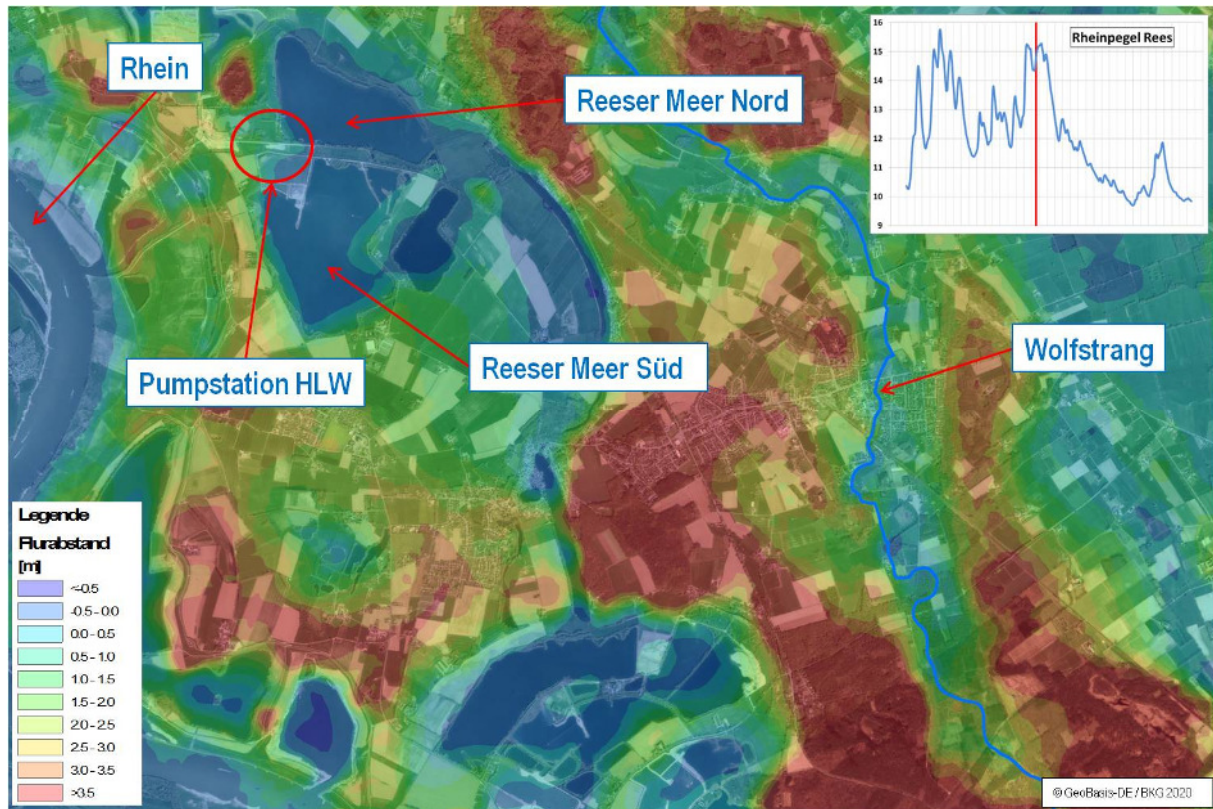 Rhein
Reeser Meer Nord
Pumpstation HLW
Reeser Meer Süd
Wolfstrang
Rheinpegel Rees
16
15
14
13
12
11
10
9
Legende
Flurabstand
[m]
<-0.5
-0.5 - 0.0
0.0 - 0.5
0.5 - 1.0
1.0 - 1.5
1.5 - 2.0
2.0 - 2.5
2.5 - 3.0
3.0 - 3.5
>3.5
© GeoBasis-DE / BKG 2020